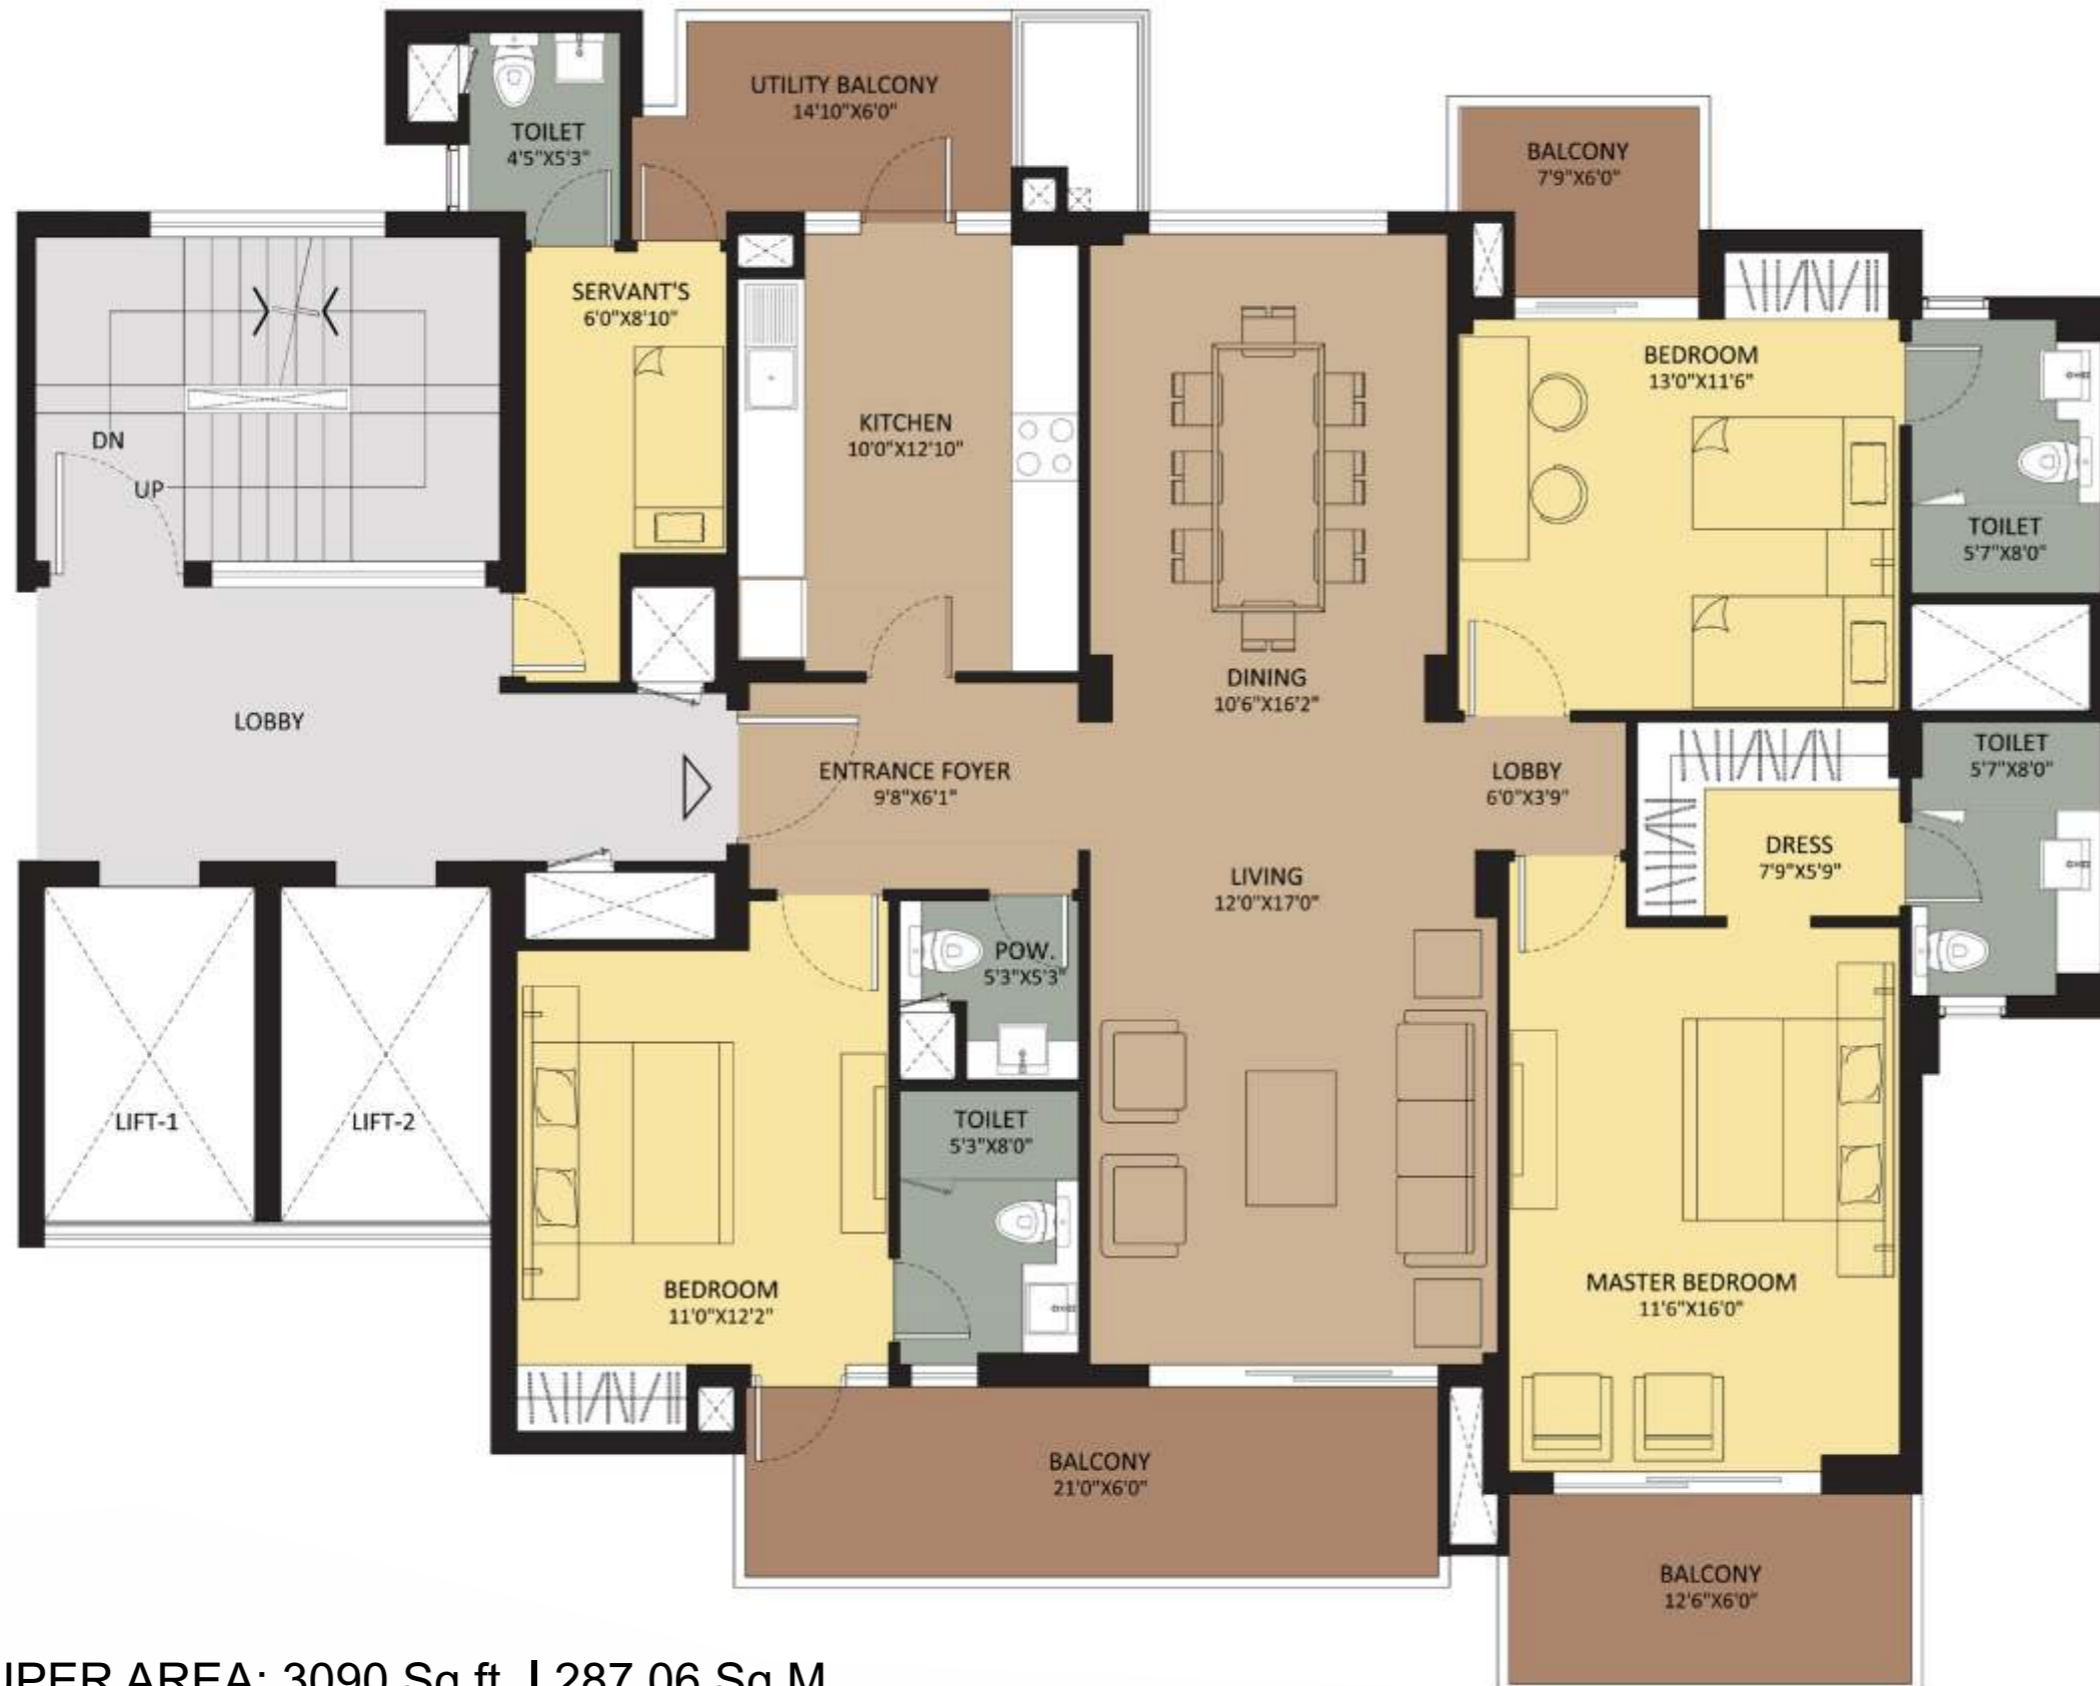 UTILITY BALCONY
14'10"X6'0"
TOILET
4'5"X5'3"
BALCONY
7'9"X6'0"
SERVANT'S
6'0"X8'10"
BEDROOM
13'0"X11'6"
KITCHEN
10'0"X12'10"
DN
UP
TOILET
5'7"X8'0"
DINING
10'6"X16'2"
LOBBY
ENTRANCE FOYER
9'8"X6'1"
LOBBY
6'0"X3'9"
TOILET
5'7"X8'0"
DRESS
7'9"X5'9"
LIVING
12'0"X17'0"
POW.
5'3"X5'3"
LIFT-1
LIFT-2
TOILET
5'3"X8'0"
BEDROOM
11'0"X12'2"
MASTER BEDROOM
11'6"X16'0"
BALCONY
21'0"X6'0"
BALCONY
12'6"X6'0"
AREA: 3090 Sq.ft. | 287.06 Sq.M.